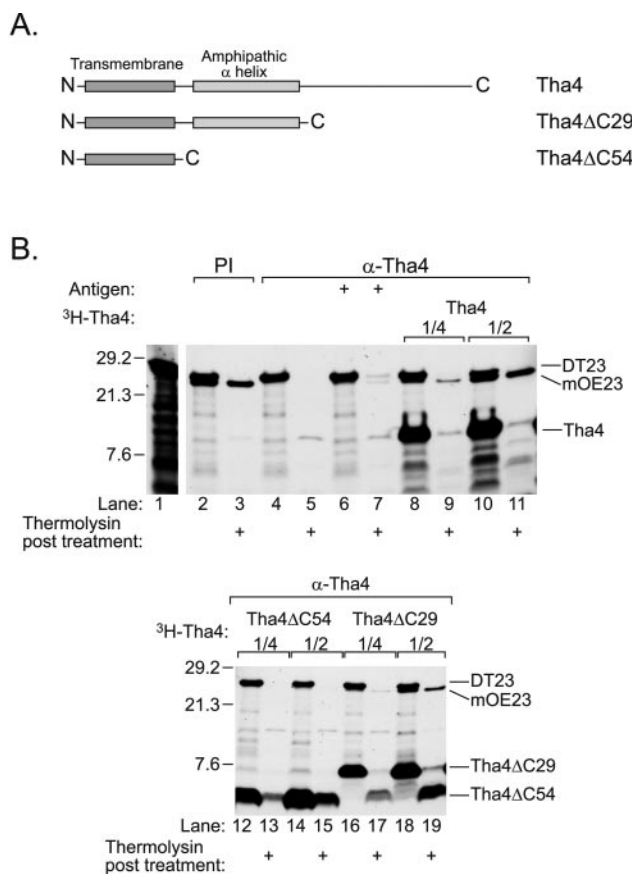 A.
Transmembrane Amphipathic α helix
N C Tha4
N C Tha4ΔC29
N C Tha4ΔC54
B.
PI α-Tha4
Antigen: + +
³H-Tha4: Tha4
1/4 1/2
29.2
21.3
7.6
DT23
mOE23
Tha4
Lane: 1 2 3 4 5 6 7 8 9 10 11
Thermolysin post treatment: + + + + +
α-Tha4
Tha4ΔC54 Tha4ΔC29
³H-Tha4: 1/4 1/2 1/4 1/2
29.2
21.3
7.6
DT23
mOE23
Tha4ΔC29
Tha4ΔC54
Lane: 12 13 14 15 16 17 18 19
Thermolysin post treatment: + + + +